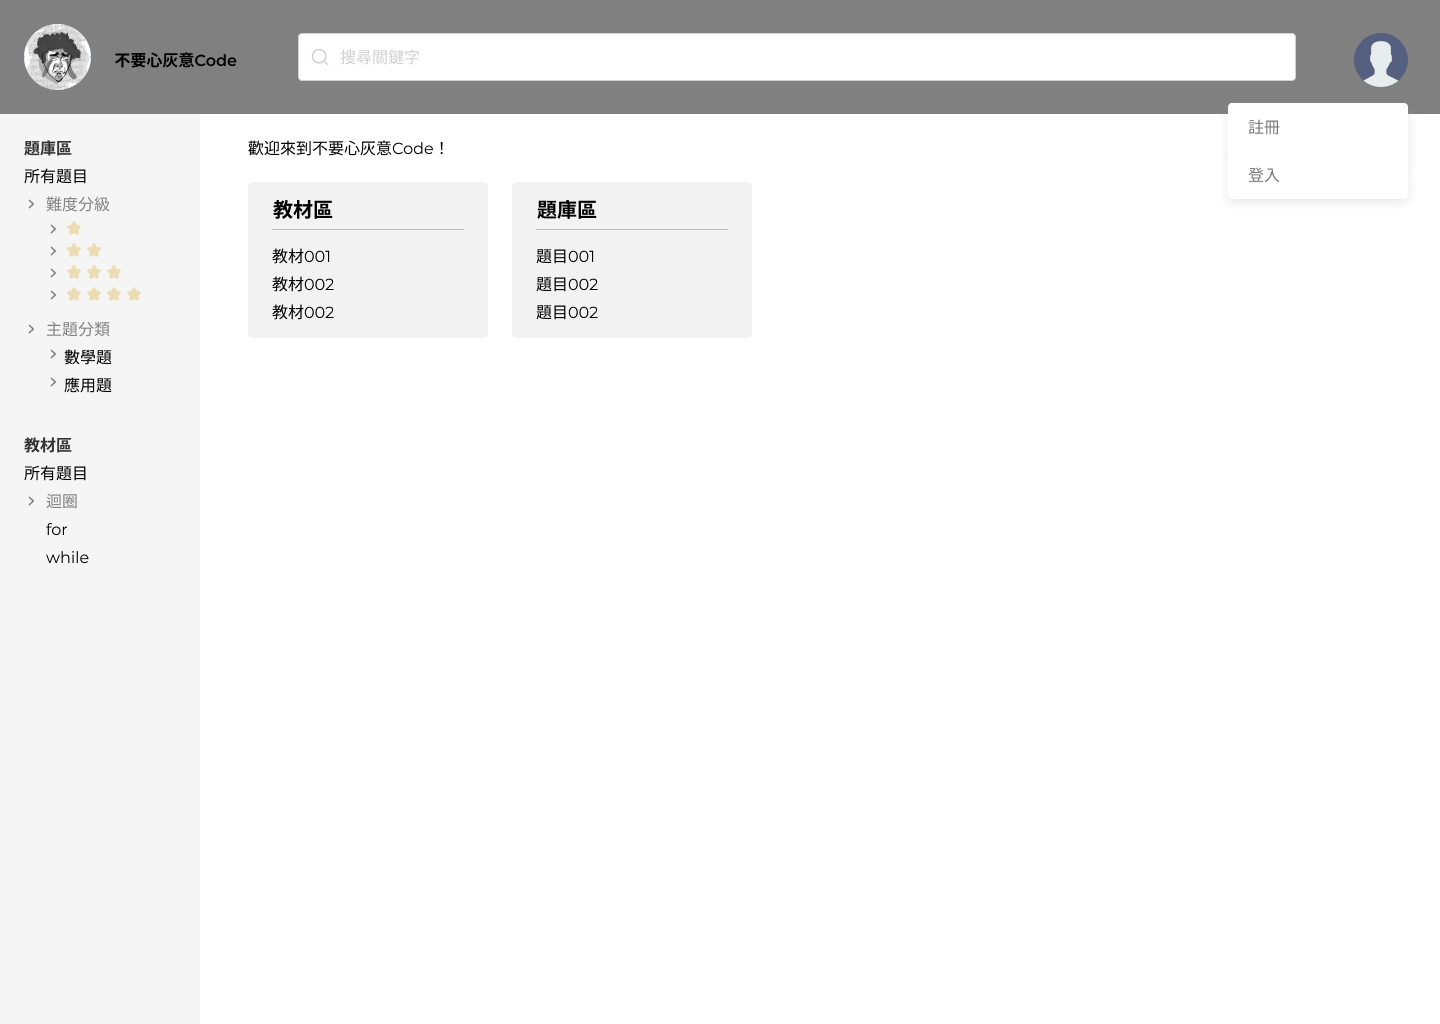 不要心灰意Code
搜尋關鍵字
註冊
登入
題庫區
所有題目
難度分級
主題分類
數學題
應用題
教材區
所有題目
迴圈
for
while
歡迎來到不要心灰意Code！
教材區
教材001
教材002
教材002
題庫區
題目001
題目002
題目002